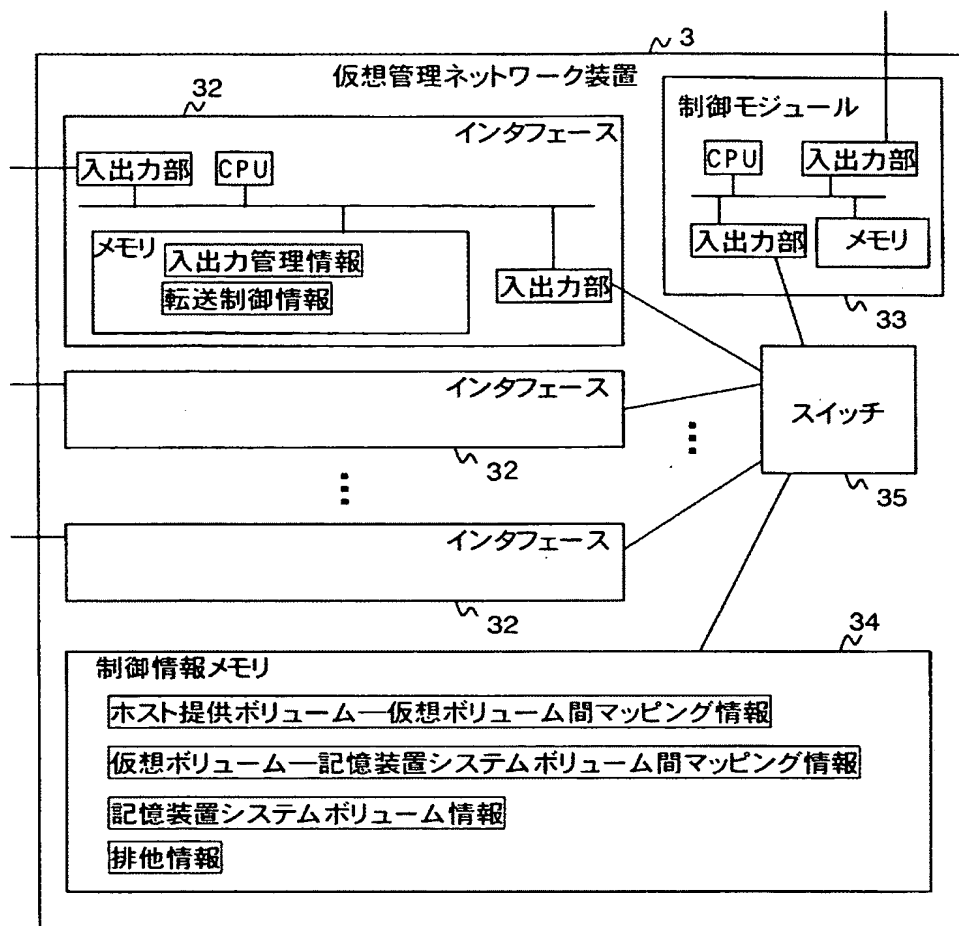 3
仮想管理ネットワーク装置
32
インタフェース
入出力部
CPU
メモリ
入出力管理情報
転送制御情報
入出力部
制御モジュール
CPU
入出力部
入出力部
メモリ
33
インタフェース
32
スイッチ
35
インタフェース
32
34
制御情報メモリ
ホスト提供ボリューム―仮想ボリューム間マッピング情報
仮想ボリューム―記憶装置システムボリューム間マッピング情報
記憶装置システムボリューム情報
排他情報